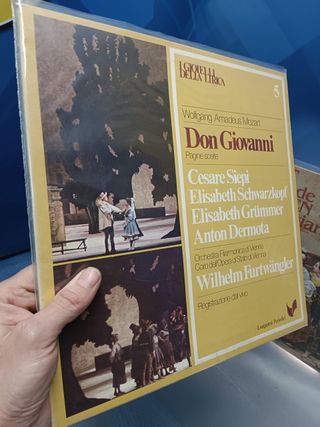 I GIOIELLI
DELLA LIRICA
5
Wolfgang Amadeus Mozart
Don Giovanni
Pagine scelte
Cesare Siepi
Elisabeth Schwarzkopf
Elisabeth Grümmer
Anton Dermota
Orchestra Filarmonica di Vienna
Coro dell'Opera di Stato di Vienna
Wilhelm Furtwängler
Registrazione dal vivo
Longanesi Periodici